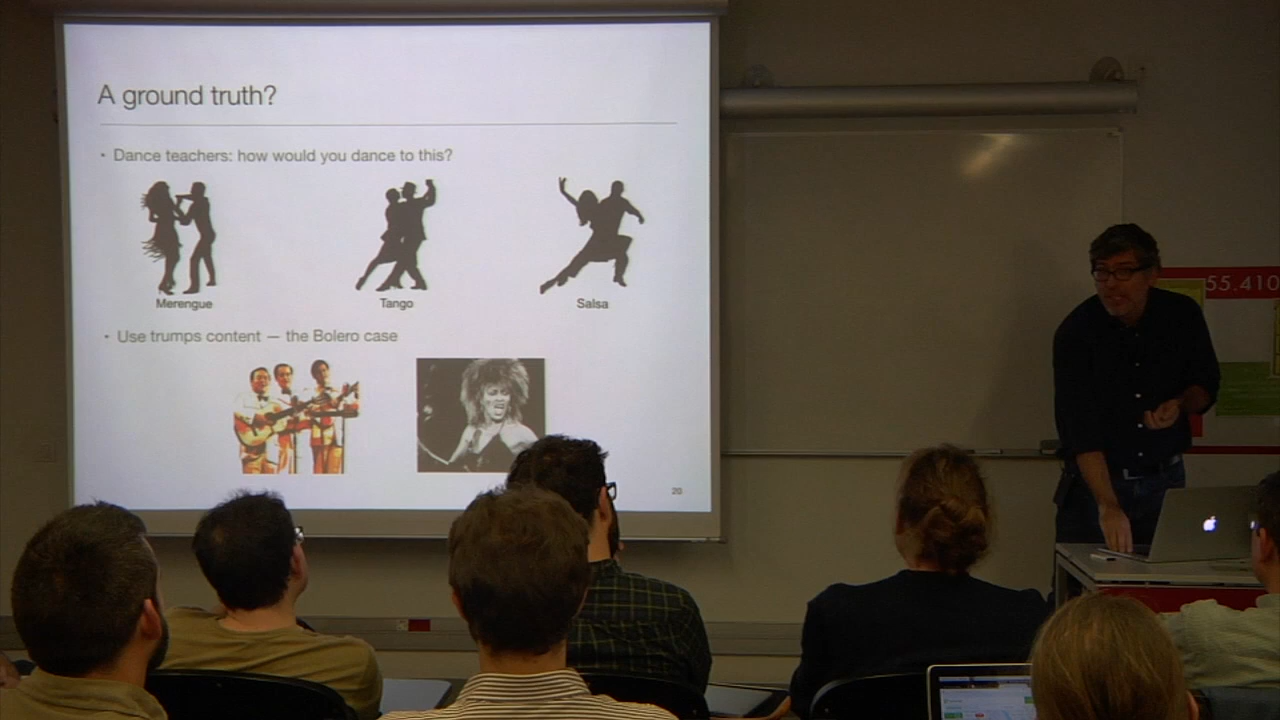 A ground truth?
• Dance teachers: how would you dance to this?
Merengue
Tango
Salsa
• Use trumps content — the Bolero case
20
55.410